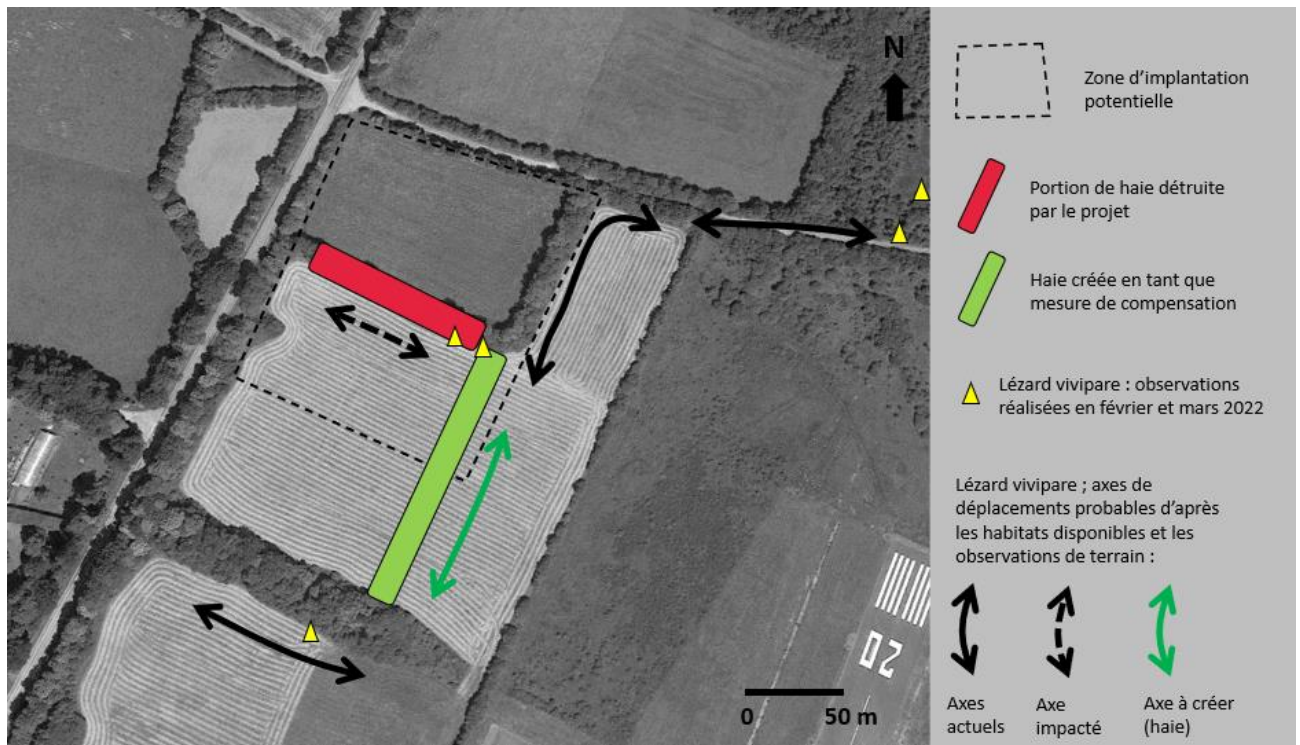 N
0 50 m
20
Zone d'implantation
potentielle
Portion de haie détruite
par le projet
Haie créée en tant que
mesure de compensation
Lézard vivipare : observations
réalisées en février et mars 2022
Lézard vivipare ; axes de
déplacements probables d'après
les habitats disponibles et les
observations de terrain :
Axes
actuels
Axe
impacté
Axe à créer
(haie)